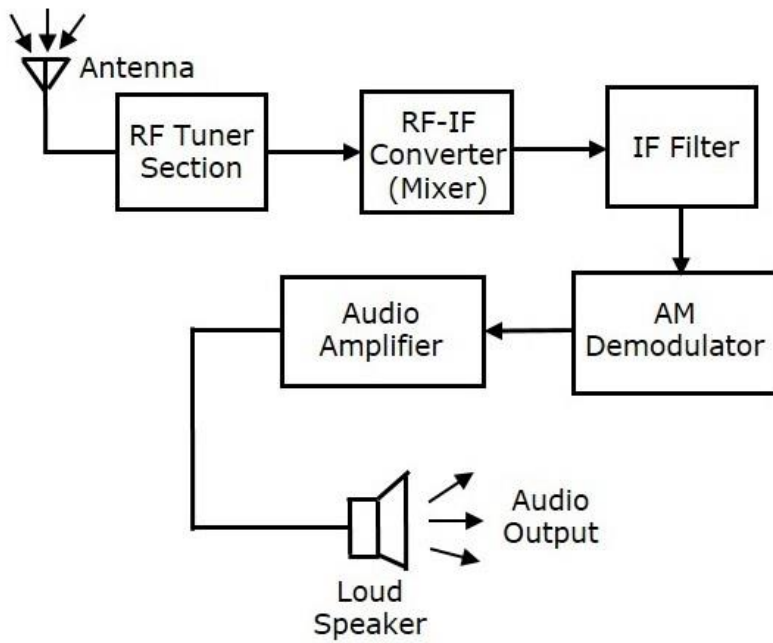 Antenna
RF Tuner
Section
RF-IF
Converter
(Mixer)
IF Filter
AM
Demodulator
Audio
Amplifier
Loud
Speaker
Audio
Output